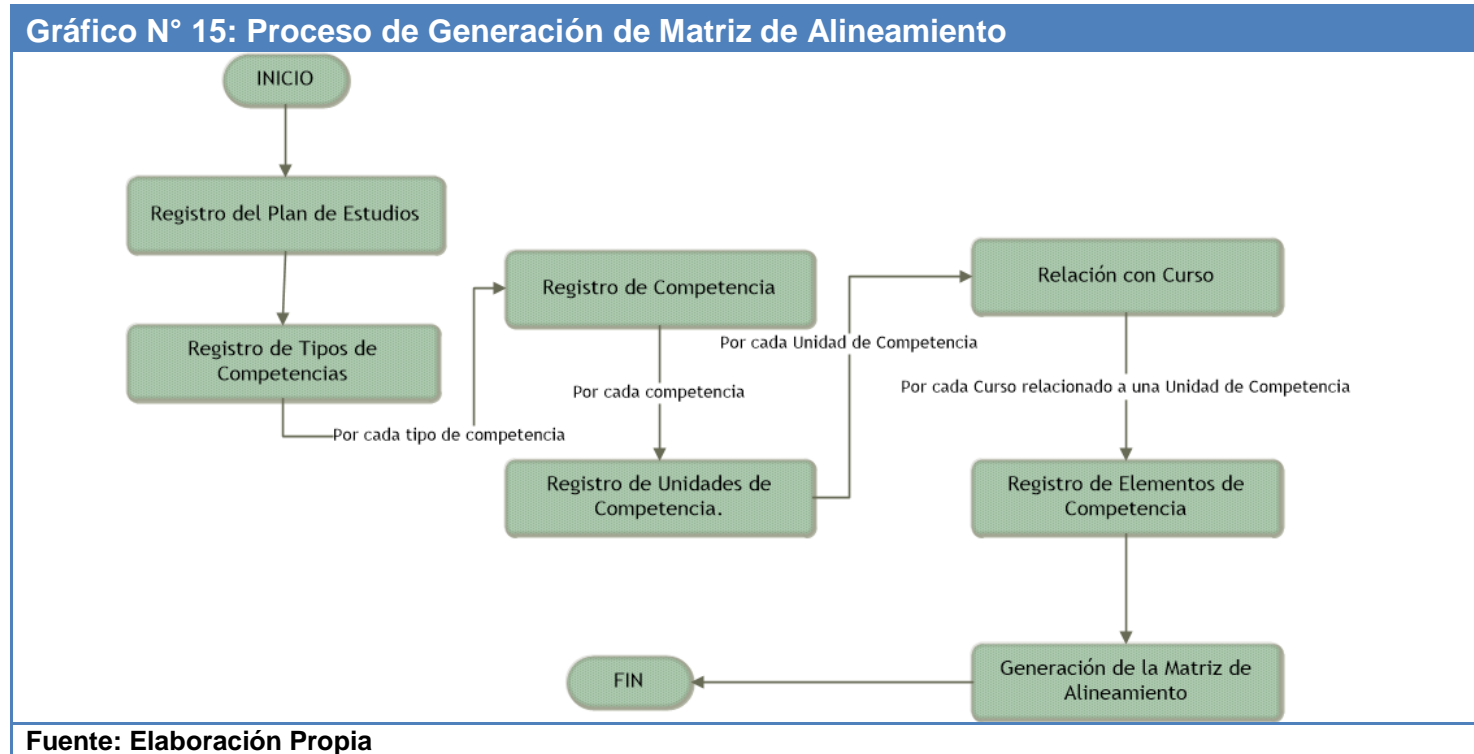 Gráfico N° 15: Proceso de Generación de Matriz de Alineamiento
INICIO
Registro del Plan de Estudios
Registro de Tipos de
Competencias
Por cada tipo de competencia
Registro de Competencia
Por cada competencia
Registro de Unidades de
Competencia.
Por cada Unidad de Competencia
Relación con Curso
Por cada Curso relacionado a una Unidad de Competencia
Registro de Elementos de
Competencia
Generación de la Matriz de
Alineamiento
FIN
Fuente: Elaboración Propia